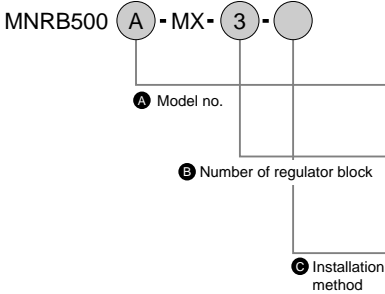 MNRB500 A - MX- 3 -
A Model no.
B Number of regulator block
C Installation
method